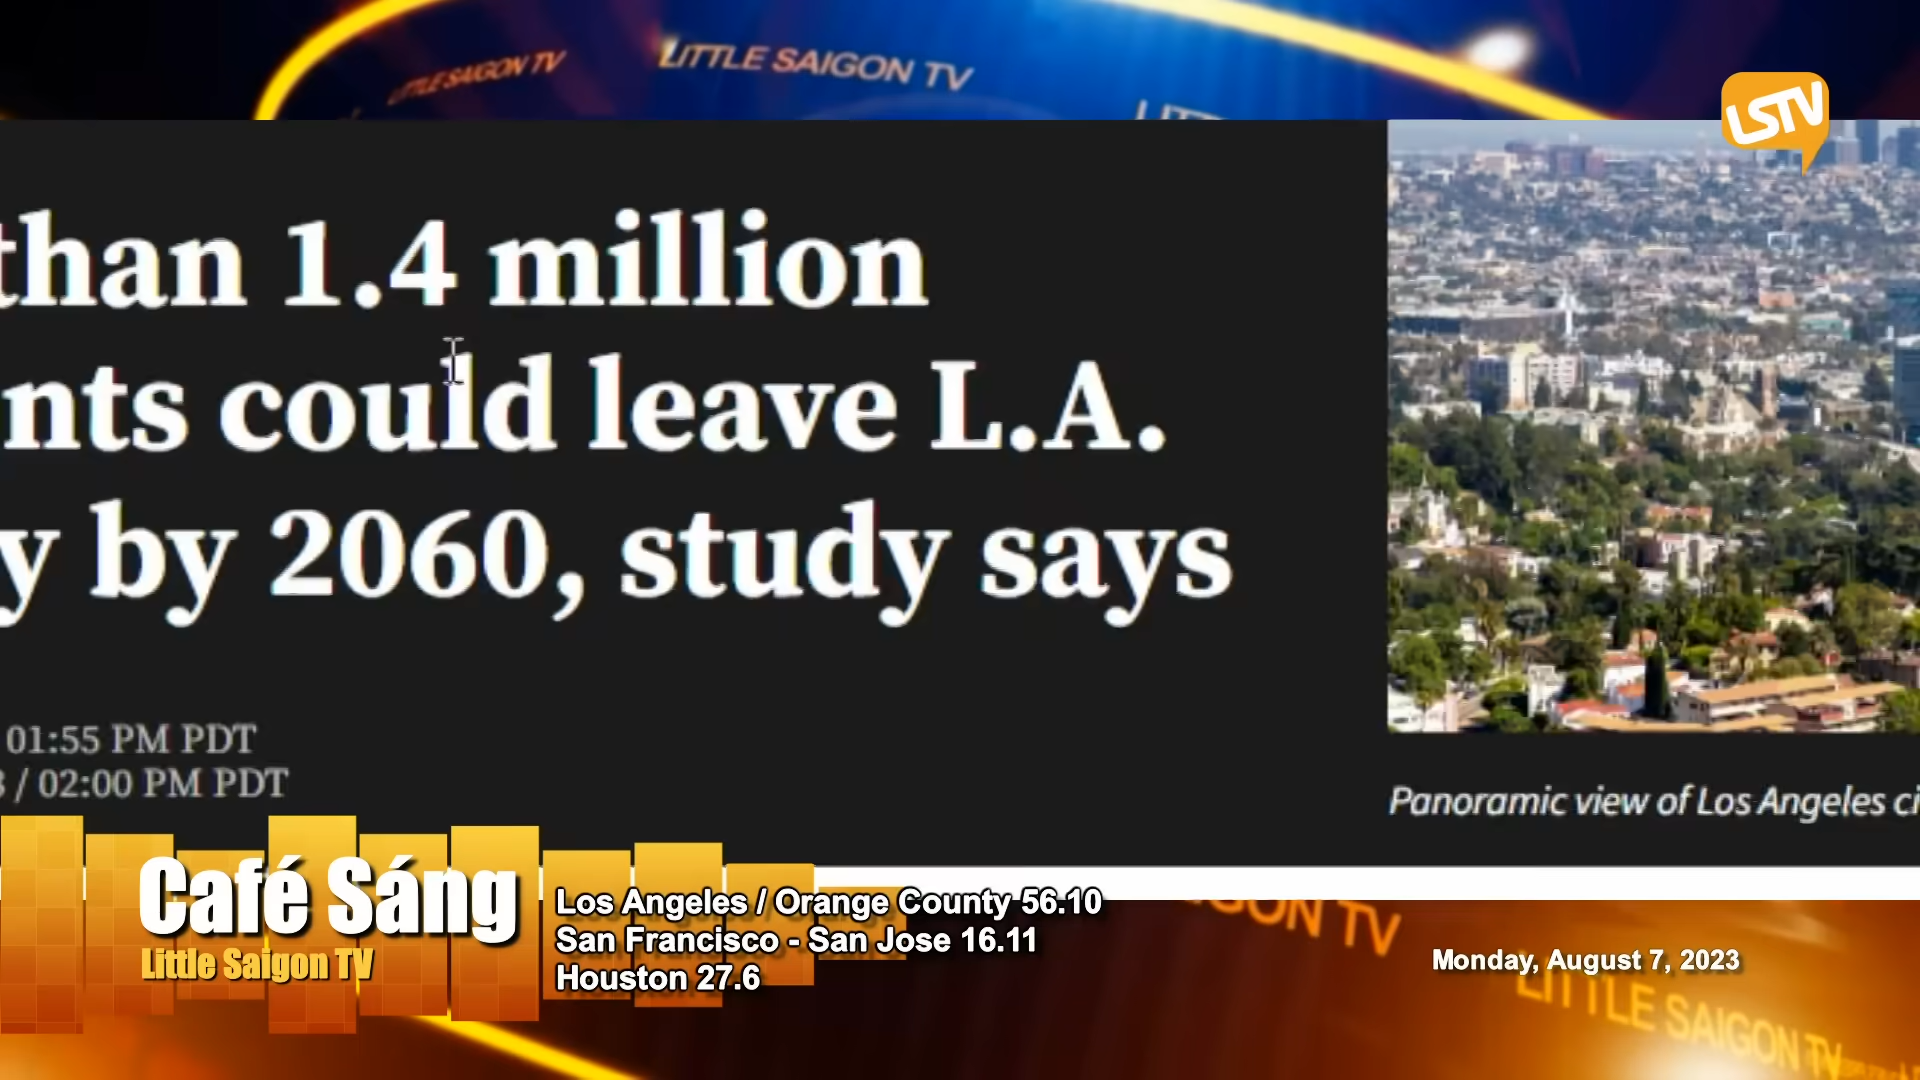 LITTLE SAIGON TV
LITTLE SAIGON TV
LSTV
than 1.4 million
nts could leave L.A.
y by 2060, study says
01:55 PM PDT
/ 02:00 PM PDT
Panoramic view of Los Angeles ci
Café Sáng
Little Saigon TV
Los Angeles / Orange County 56.10
San Francisco - San Jose 16.11
Houston 27.6
GON TV
Monday, August 7, 2023
LITTLE SAIGON TV